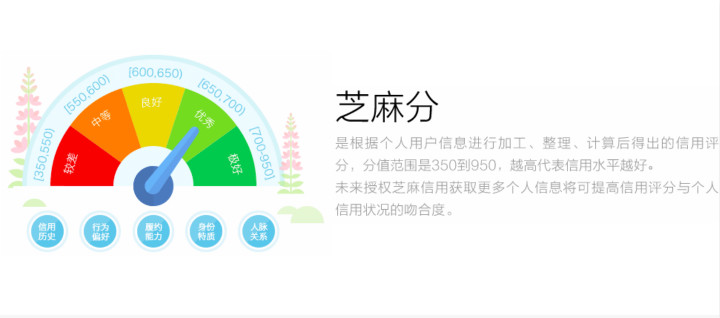 [600,650)
[550,600)
[650,700)
良好
中等
优秀
[350,550)
[700-950]
较差
极好
信用
历史
行为
偏好
履约
能力
身份
特质
人脉
关系
芝麻分
是根据个人用户信息进行加工、整理、计算后得出的信用评
分，分值范围是350到950，越高代表信用水平越好。
未来授权芝麻信用获取更多个人信息将可提高信用评分与个人
信用状况的吻合度。